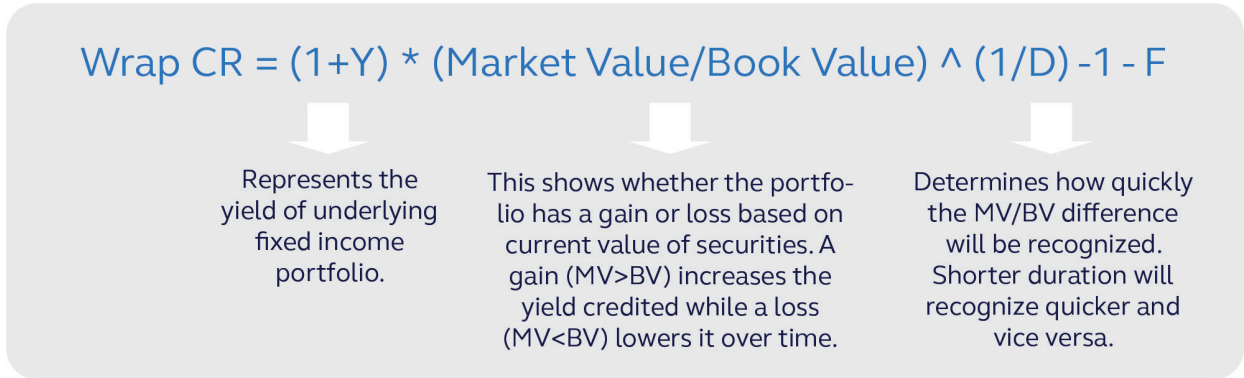 Wrap CR = (1+Y) * (Market Value/Book Value) ^ (1/D) -1 - F
Represents the
yield of underlying
fixed income
portfolio.
This shows whether the portfo-
lio has a gain or loss based on
current value of securities. A
gain (MV>BV) increases the
yield credited while a loss
(MV<BV) lowers it over time.
Determines how quickly
the MV/BV difference
will be recognized.
Shorter duration will
recognize quicker and
vice versa.